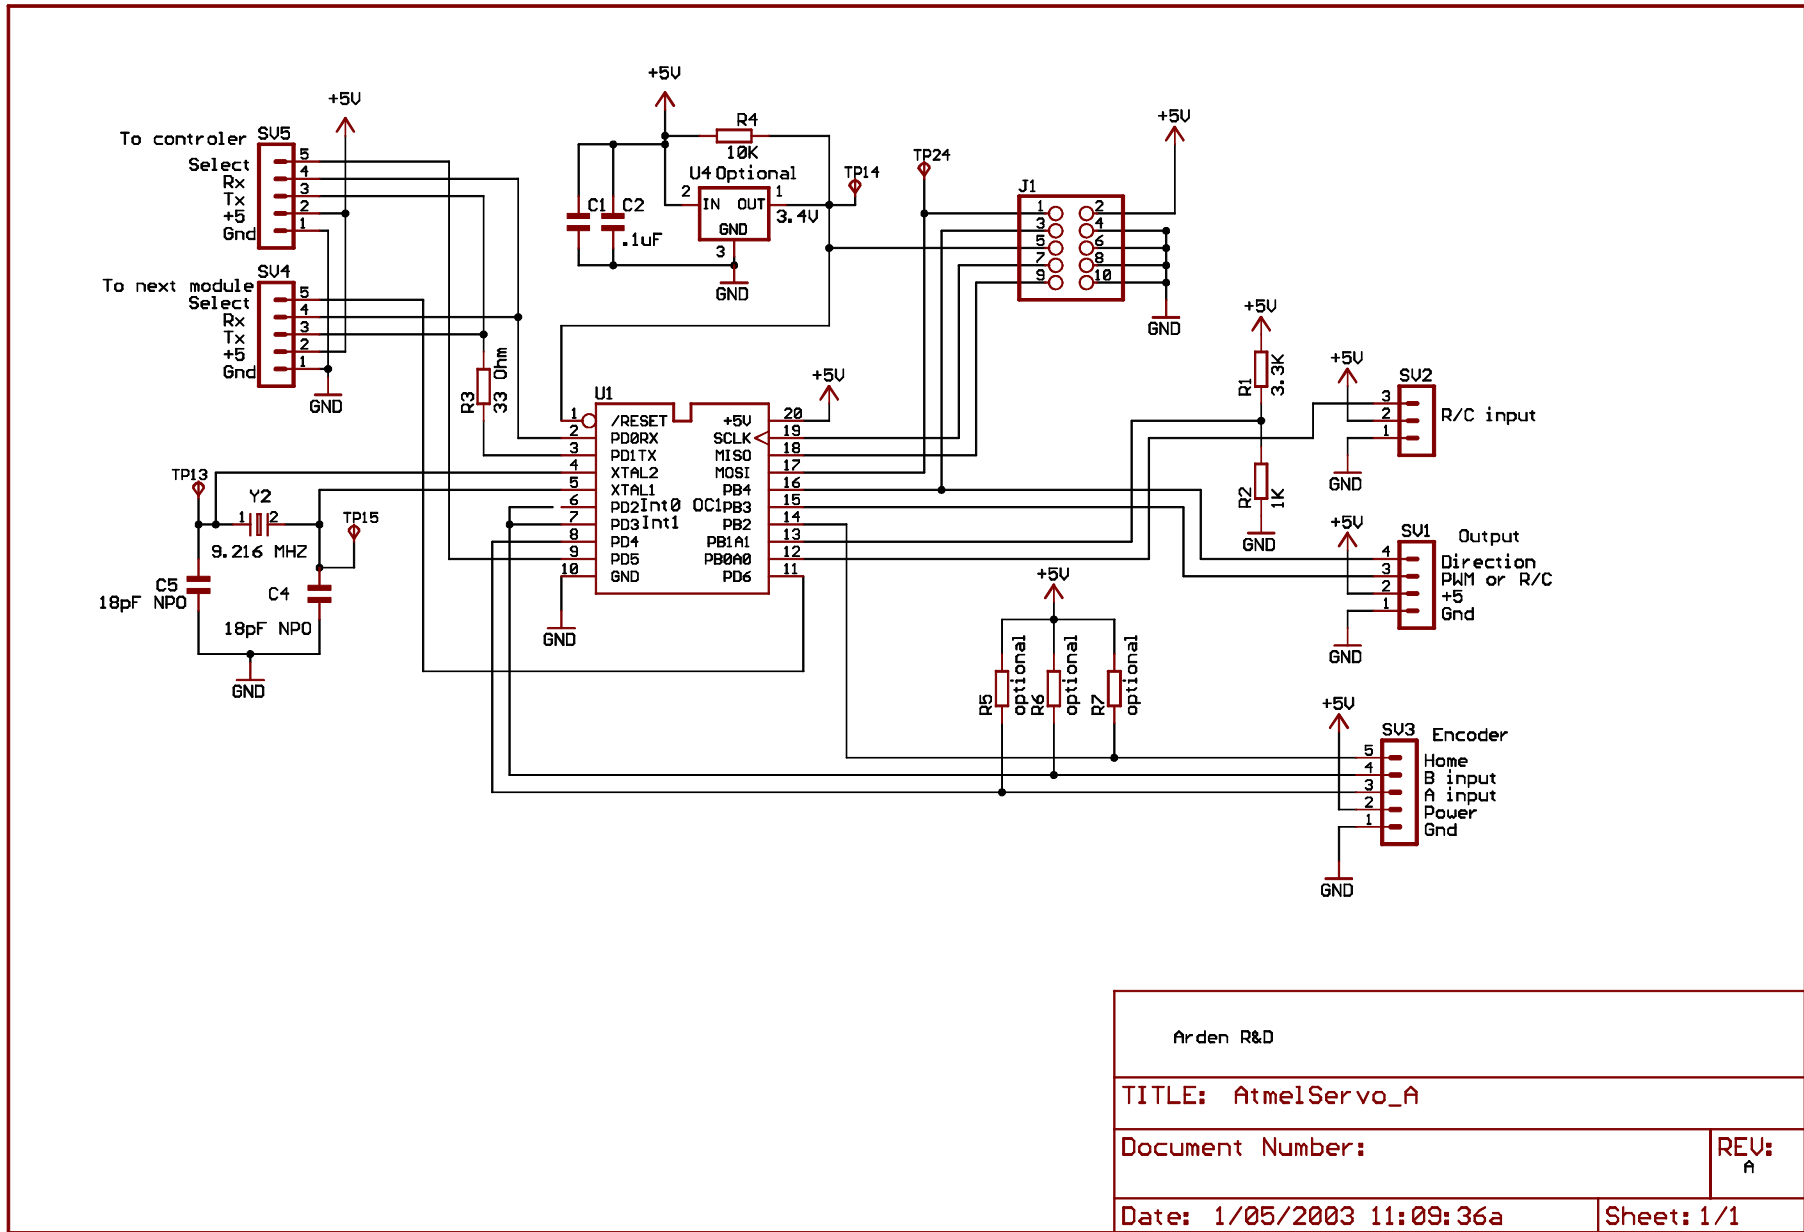 +5V
To controler
SV5
Select
Rx
Tx
+5
Gnd
5
4
3
2
1
To next module
SV4
Select
Rx
Tx
+5
Gnd
5
4
3
2
1
GND
R3
33 Ohm
+5V
R4
10K
U4 Optional
2
1
IN
OUT
GND
3
3.4V
C1
C2
.1uF
GND
TP14
TP24
+5V
J1
1
2
3
4
5
6
7
8
9
10
GND
U1
+5V
1
2
3
4
5
6
7
8
9
10
/RESET
PD0RX
PD1TX
XTAL2
XTAL1
PD2Int0
PD3Int1
PD4
PD5
GND
+5V
SCLK
MISO
MOSI
PB4
OC1PB3
PB2
PB1A1
PB0A0
PD6
20
19
18
17
16
15
14
13
12
11
GND
TP13
Y2
1
2
9.216 MHZ
TP15
C5
18pF NPO
C4
18pF NPO
GND
+5V
R1
3.3K
R2
1K
GND
+5V
SV2
3
2
1
R/C input
GND
+5V
SV1
Output
4
3
2
1
Direction
PWM or R/C
+5
Gnd
GND
+5V
R5
optional
R6
optional
R7
optional
+5V
SV3
Encoder
5
4
3
2
1
Home
B input
A input
Power
Gnd
GND
Arden R&D
TITLE: AtmelServo_A
Document Number:
REV:
A
Date: 1/05/2003 11:09:36a
Sheet: 1/1